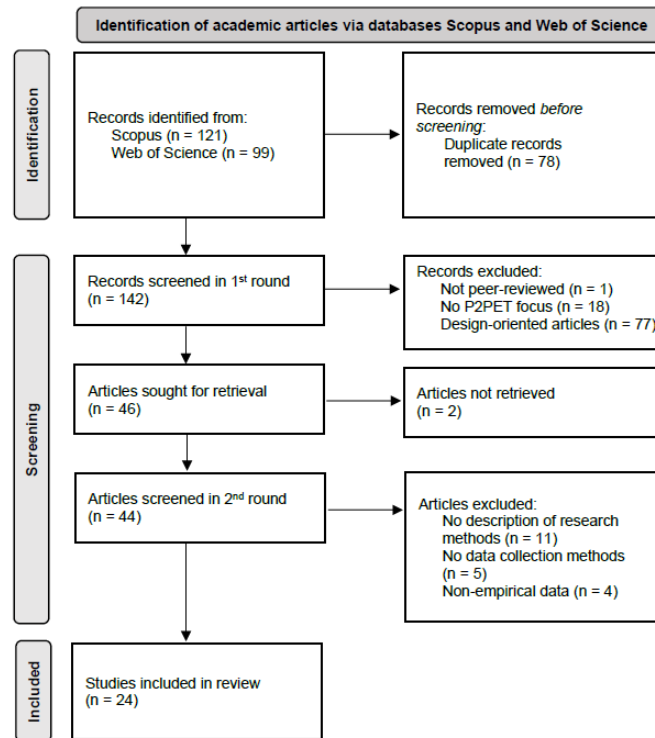 Identification of academic articles via databases Scopus and Web of Science
Identification
Records identified from:
Scopus (n = 121)
Web of Science (n = 99)
Records removed before
screening:
Duplicate records
removed (n = 78)
Screening
Records screened in 1st round
(n = 142)
Records excluded:
Not peer-reviewed (n = 1)
No P2PET focus (n = 18)
Design-oriented articles (n = 77)
Articles sought for retrieval
(n = 46)
Articles not retrieved
(n = 2)
Articles screened in 2nd round
(n = 44)
Articles excluded:
No description of research
methods (n = 11)
No data collection methods
(n = 5)
Non-empirical data (n = 4)
Included
Studies included in review
(n = 24)